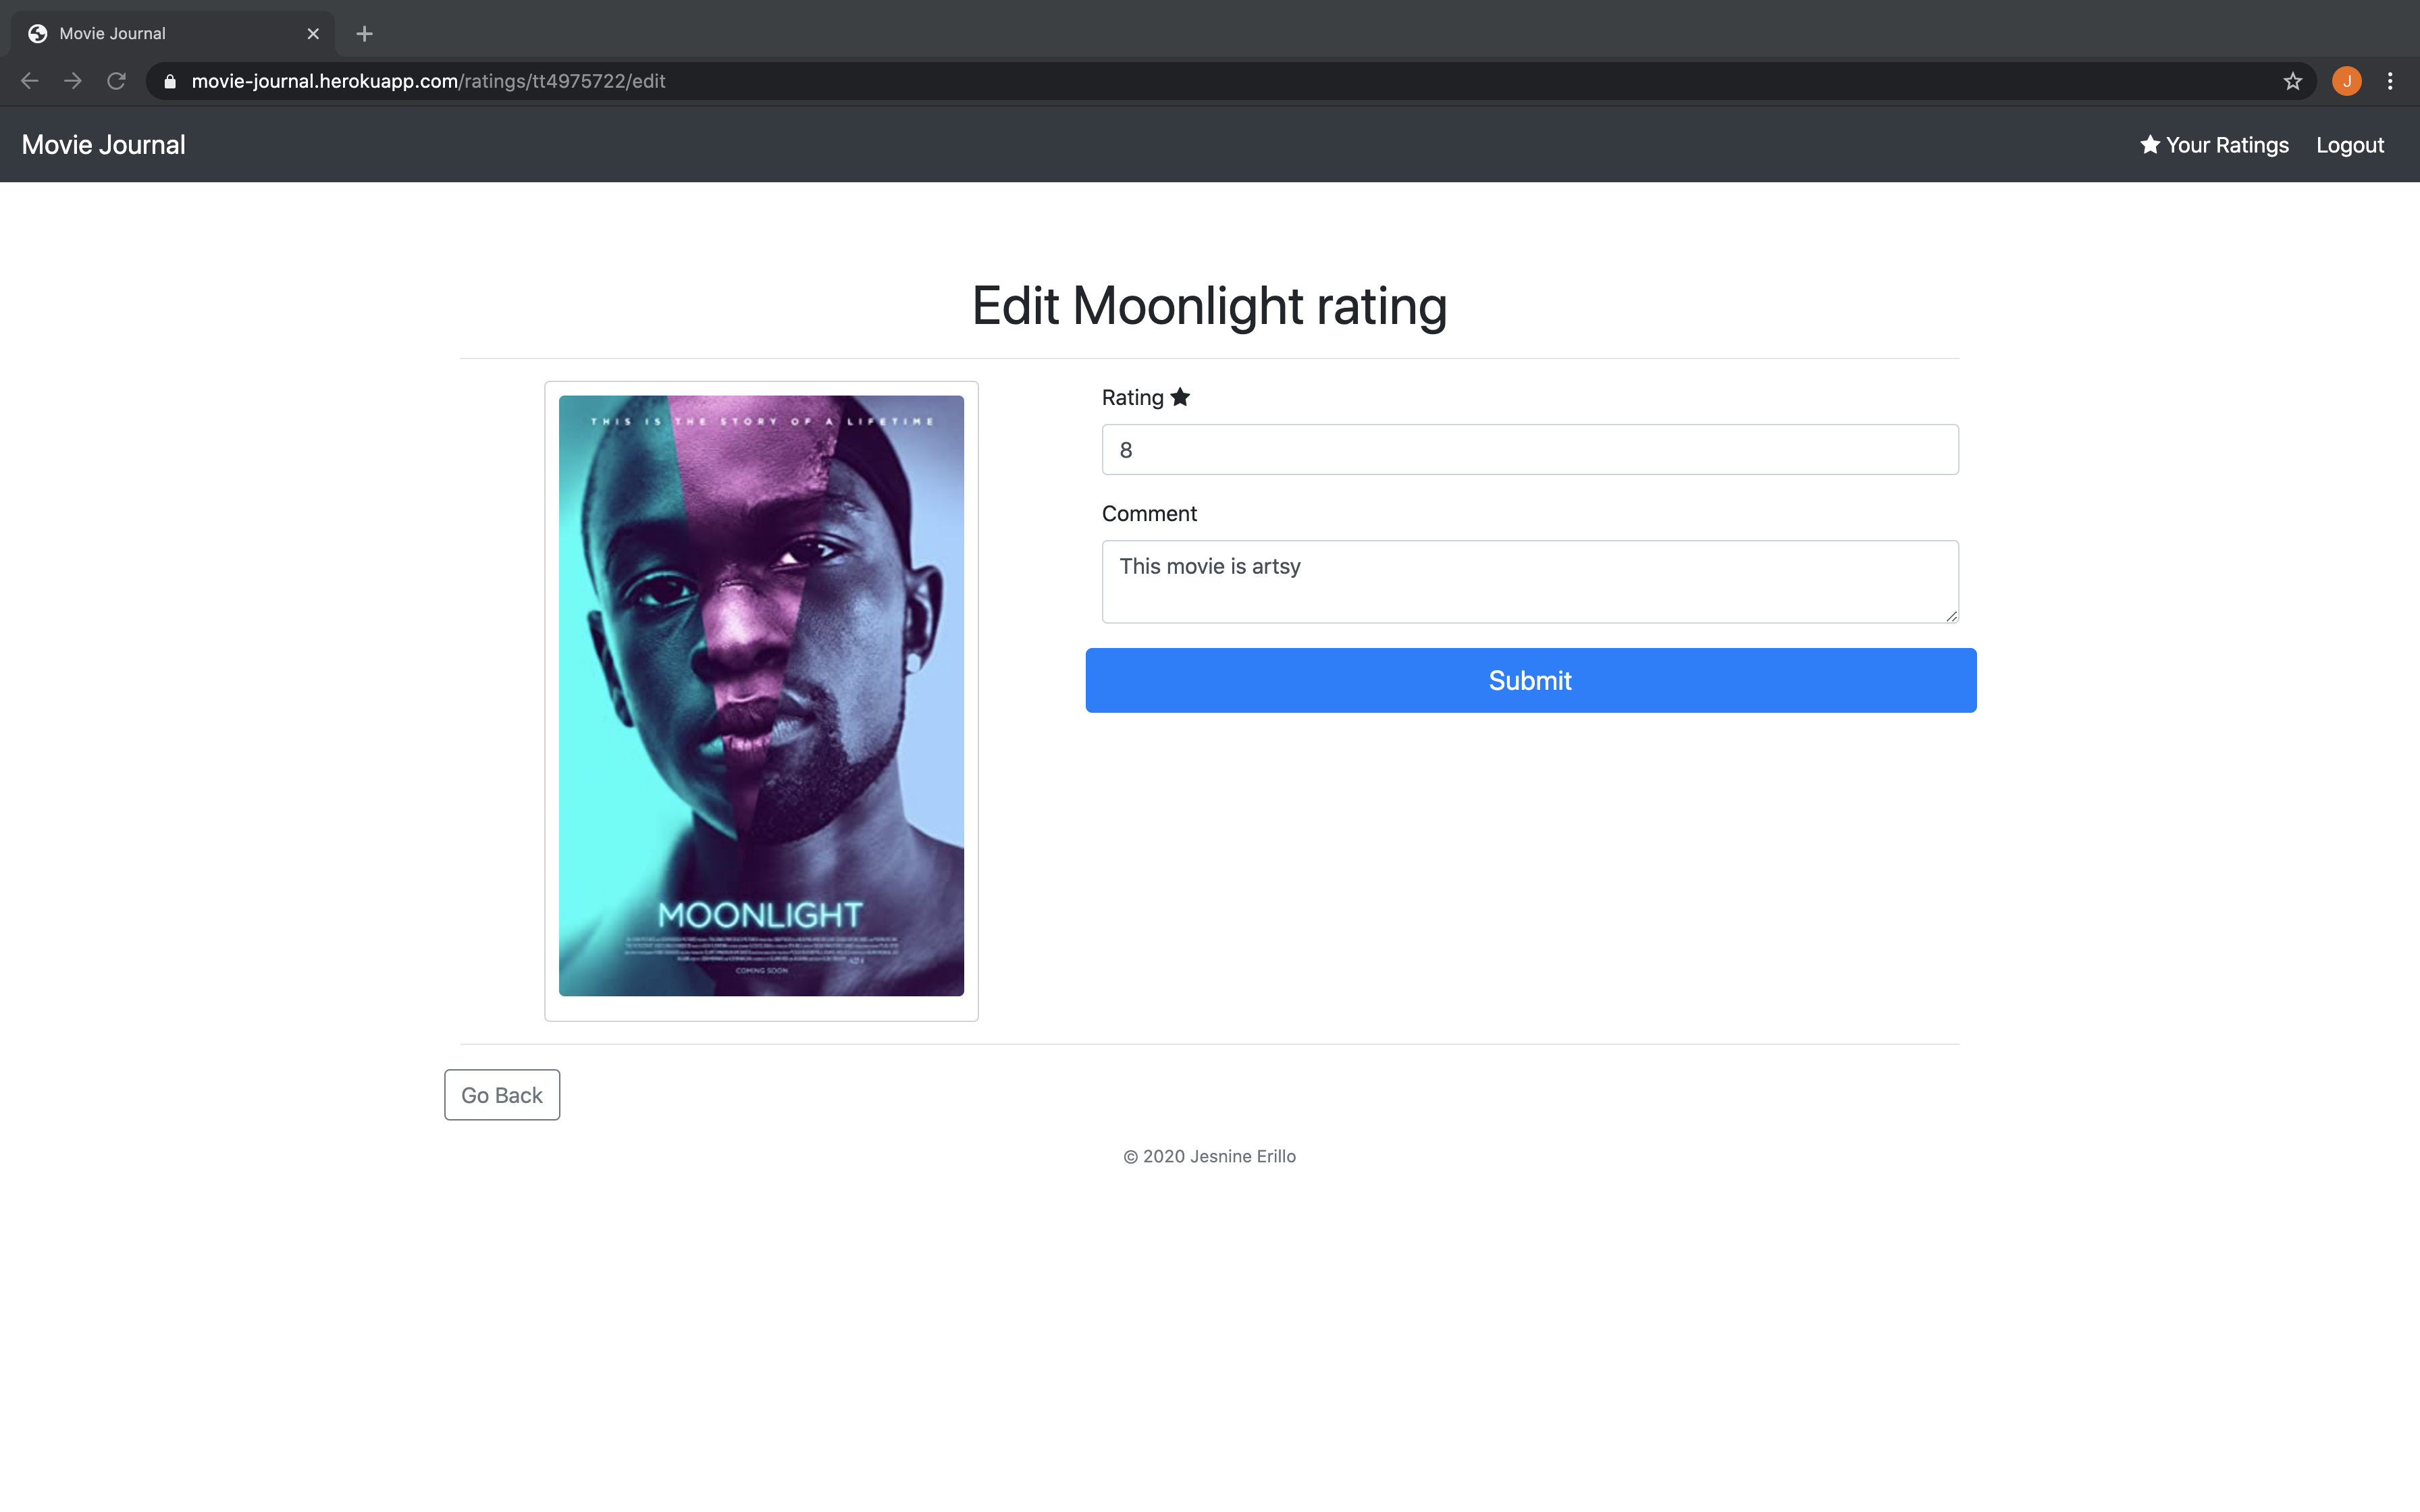 Movie Journal
movie-journal.herokuapp.com/ratings/tt4975722/edit
J
Movie Journal
Your Ratings
Logout
Edit Moonlight rating
THIS IS THE STORY OF A LIFETIME
MOONLIGHT
COMING SOON
Rating
8
Comment
This movie is artsy
Submit
Go Back
© 2020 Jesnine Erillo